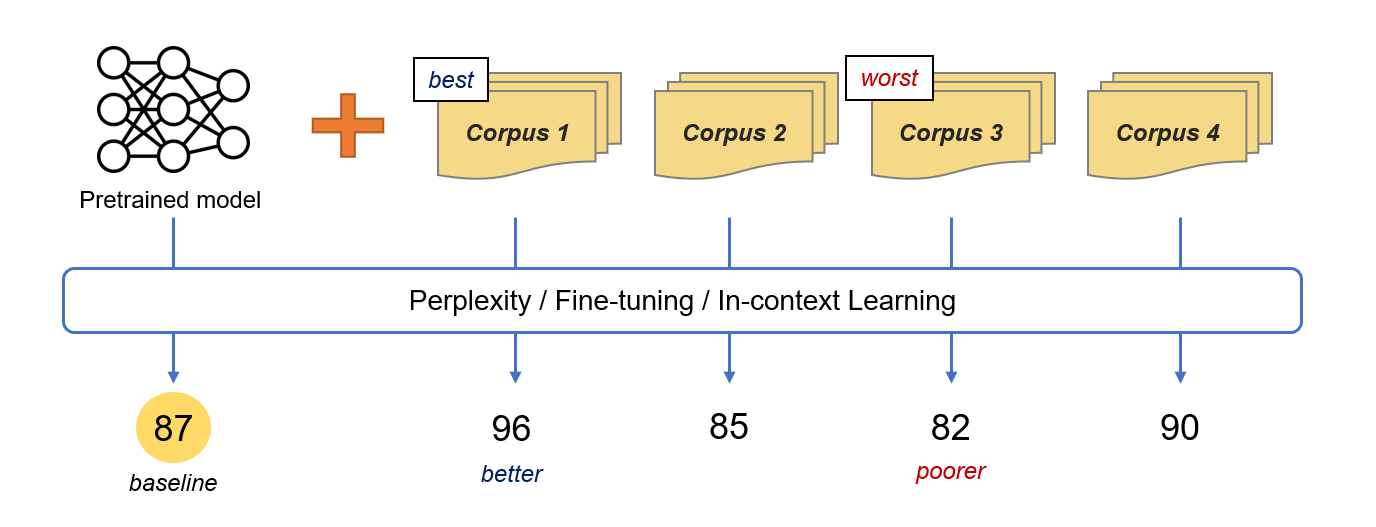 best
worst
Corpus 1
Corpus 2
Corpus 3
Corpus 4
Pretrained model
Perplexity / Fine-tuning / In-context Learning
87
96
85
82
90
baseline
better
poorer